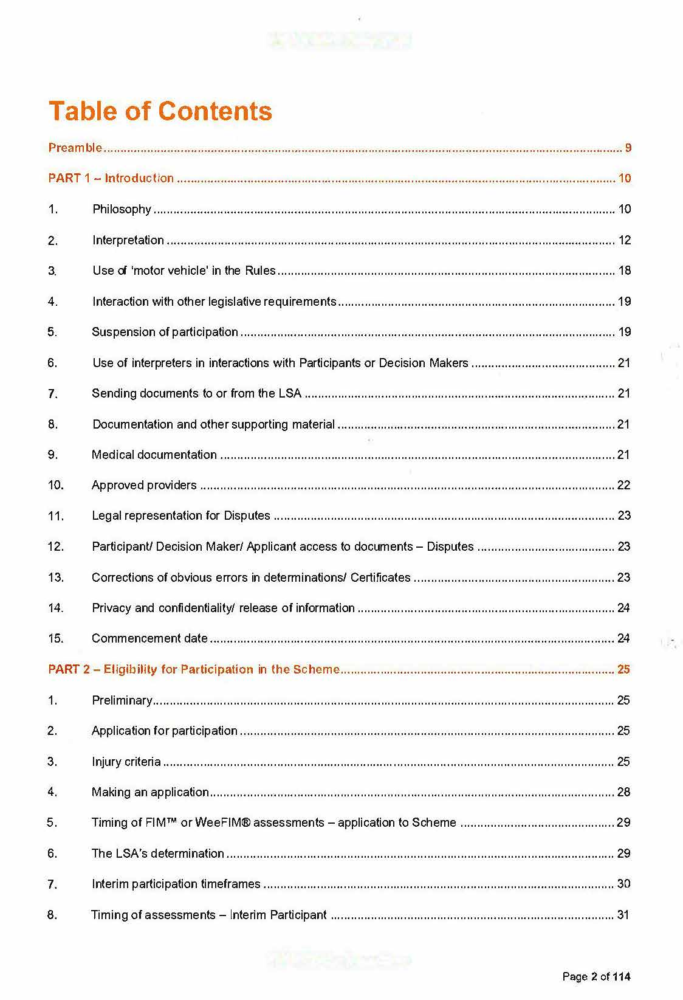 Table of Contents
Preamble........................................ 9
PART 1 – Introduction ........................................ 10
1. Philosophy ........................................ 10
2. Interpretation ........................................ 12
3. Use of 'motor vehicle' in the Rules ........................................ 18
4. Interaction with other legislative requirements ........................................ 19
5. Suspension of participation ........................................ 19
6. Use of interpreters in interactions with Participants or Decision Makers ........................................ 21
7. Sending documents to or from the LSA ........................................ 21
8. Documentation and other supporting material ........................................ 21
9. Medical documentation ........................................ 21
10. Approved providers ........................................ 22
11. Legal representation for Disputes ........................................ 23
12. Participant/ Decision Maker/ Applicant access to documents – Disputes ........................................ 23
13. Corrections of obvious errors in determinations/ Certificates ........................................ 23
14. Privacy and confidentiality/ release of information ........................................ 24
15. Commencement date ........................................ 24
PART 2 – Eligibility for Participation in the Scheme ........................................ 25
1. Preliminary ........................................ 25
2. Application for participation ........................................ 25
3. Injury criteria ........................................ 25
4. Making an application ........................................ 28
5. Timing of FIM™ or WeeFIM® assessments – application to Scheme ........................................ 29
6. The LSA's determination ........................................ 29
7. Interim participation timeframes ........................................ 30
8. Timing of assessments – Interim Participant ........................................ 31
Page 2 of 114